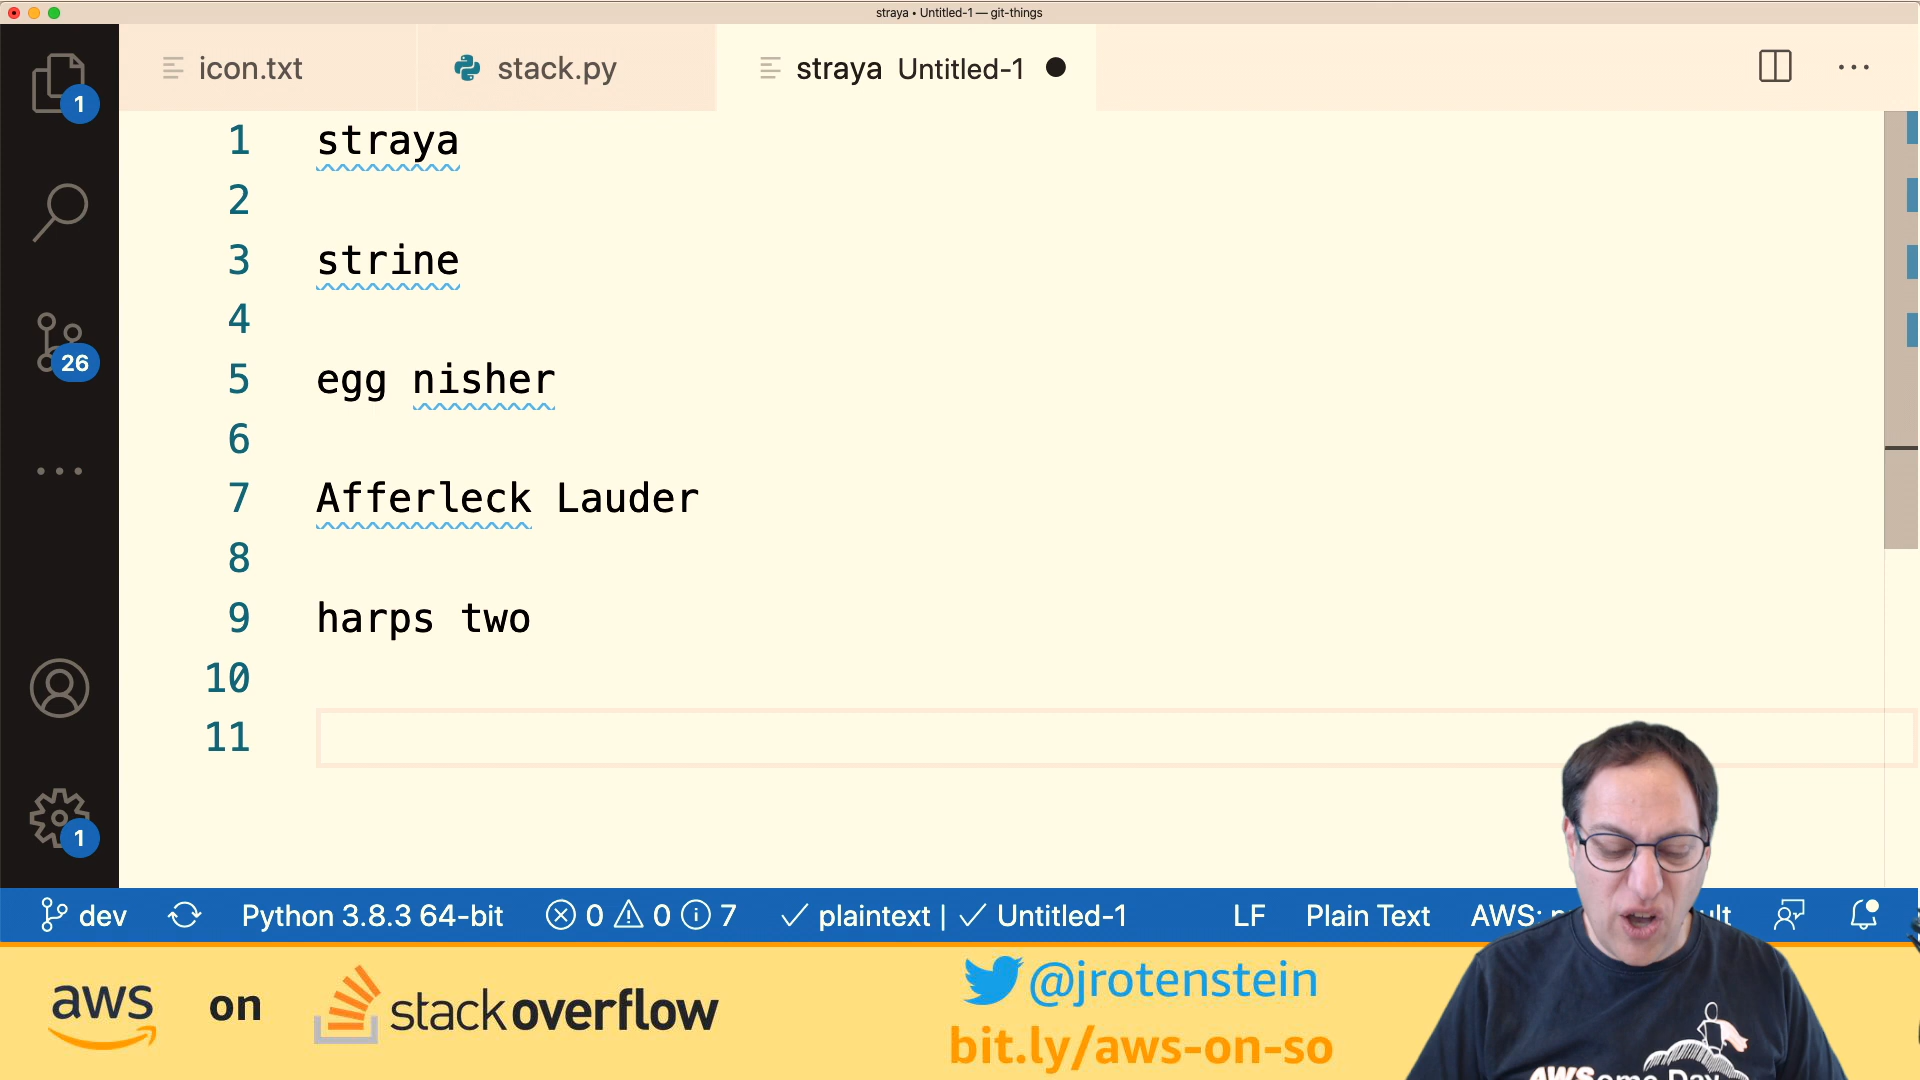 straya • Untitled-1 — git-things
icon.txt
stack.py
straya Untitled-1
1 straya
2
3 strine
4
5 egg nisher
6
7 Afferleck Lauder
8
9 harps two
10
11
1
26
1
dev
Python 3.8.3 64-bit
0 0 7
plaintext | Untitled-1
LF
Plain Text
AWS:
aws on stackoverflow
@jrotenstein
bit.ly/aws-on-so